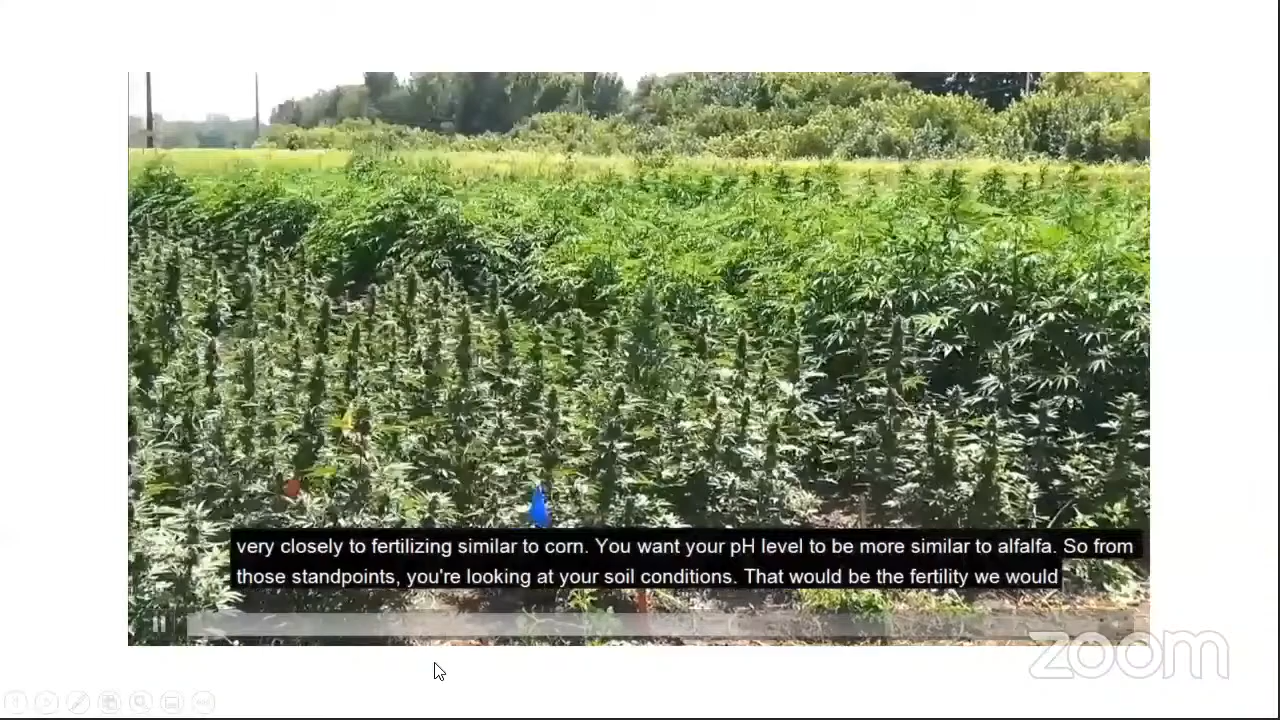 very closely to fertilizing similar to corn. You want your pH level to be more similar to alfalfa. So from
those standpoints, you're looking at your soil conditions. That would be the fertility we would
zoom